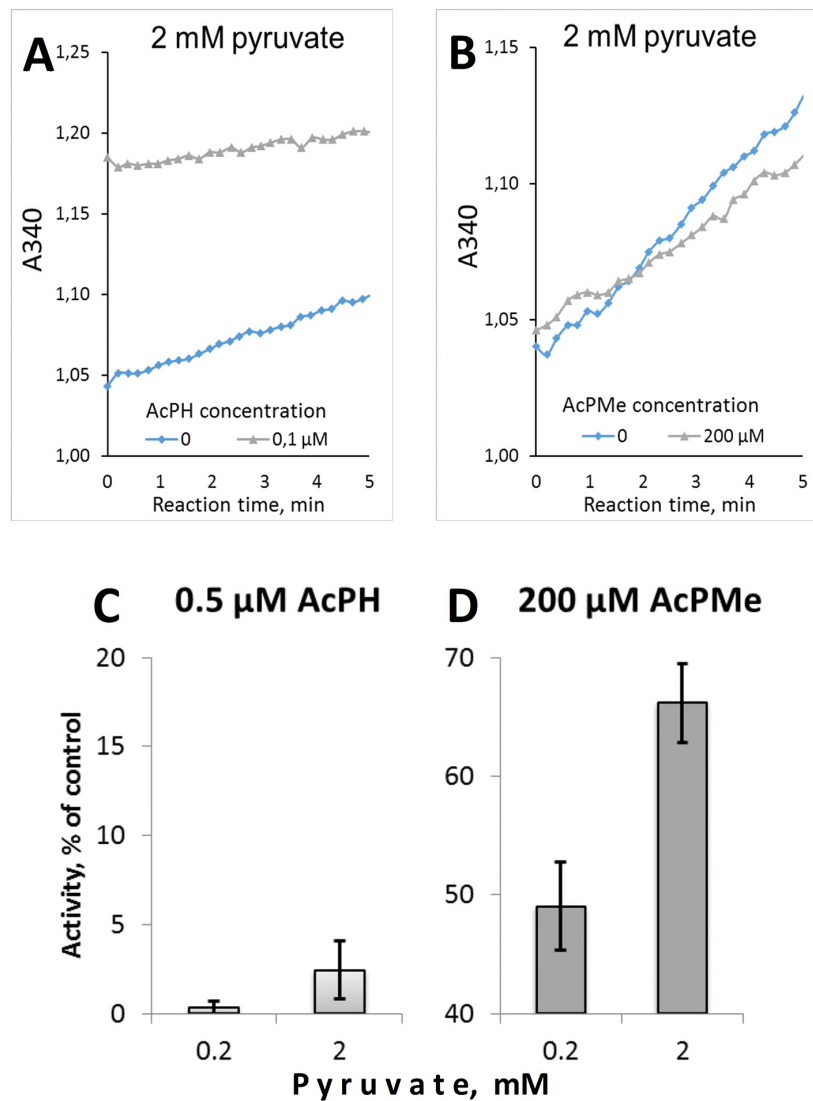 A
2 mM pyruvate
1,25
1,20
1,15
1,10
1,05
1,00
A340
AcPH concentration
0
0,1 µM
0 1 2 3 4 5
Reaction time, min
B
2 mM pyruvate
1,15
1,10
1,05
1,00
A340
AcPMe concentration
0
200 µM
0 1 2 3 4 5
Reaction time, min
C
0.5 µM AcPH
20
15
10
5
0
Activity, % of control
0.2 2
D
200 µM AcPMe
70
60
50
40
0.2 2
Pyruvate, mM